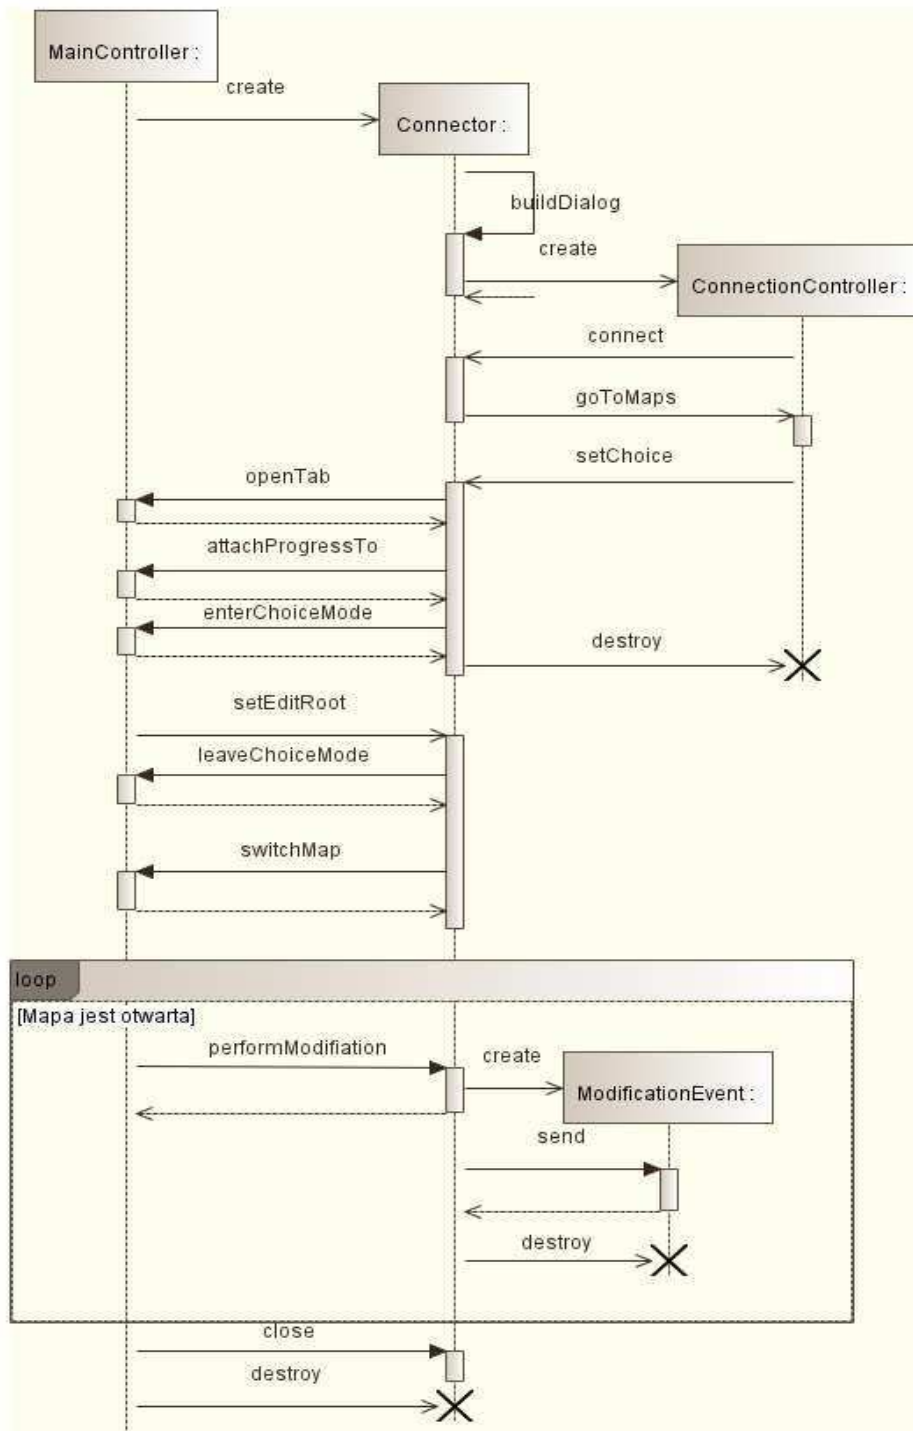 MainController :
create
Connector :
buildDialog
create
ConnectionController :
connect
goToMaps
setChoice
openTab
attachProgressTo
enterChoiceMode
destroy
setEditRoot
leaveChoiceMode
switchMap
loop
[Mapa jest otwarta]
performModifiation
create
ModificationEvent :
send
destroy
close
destroy